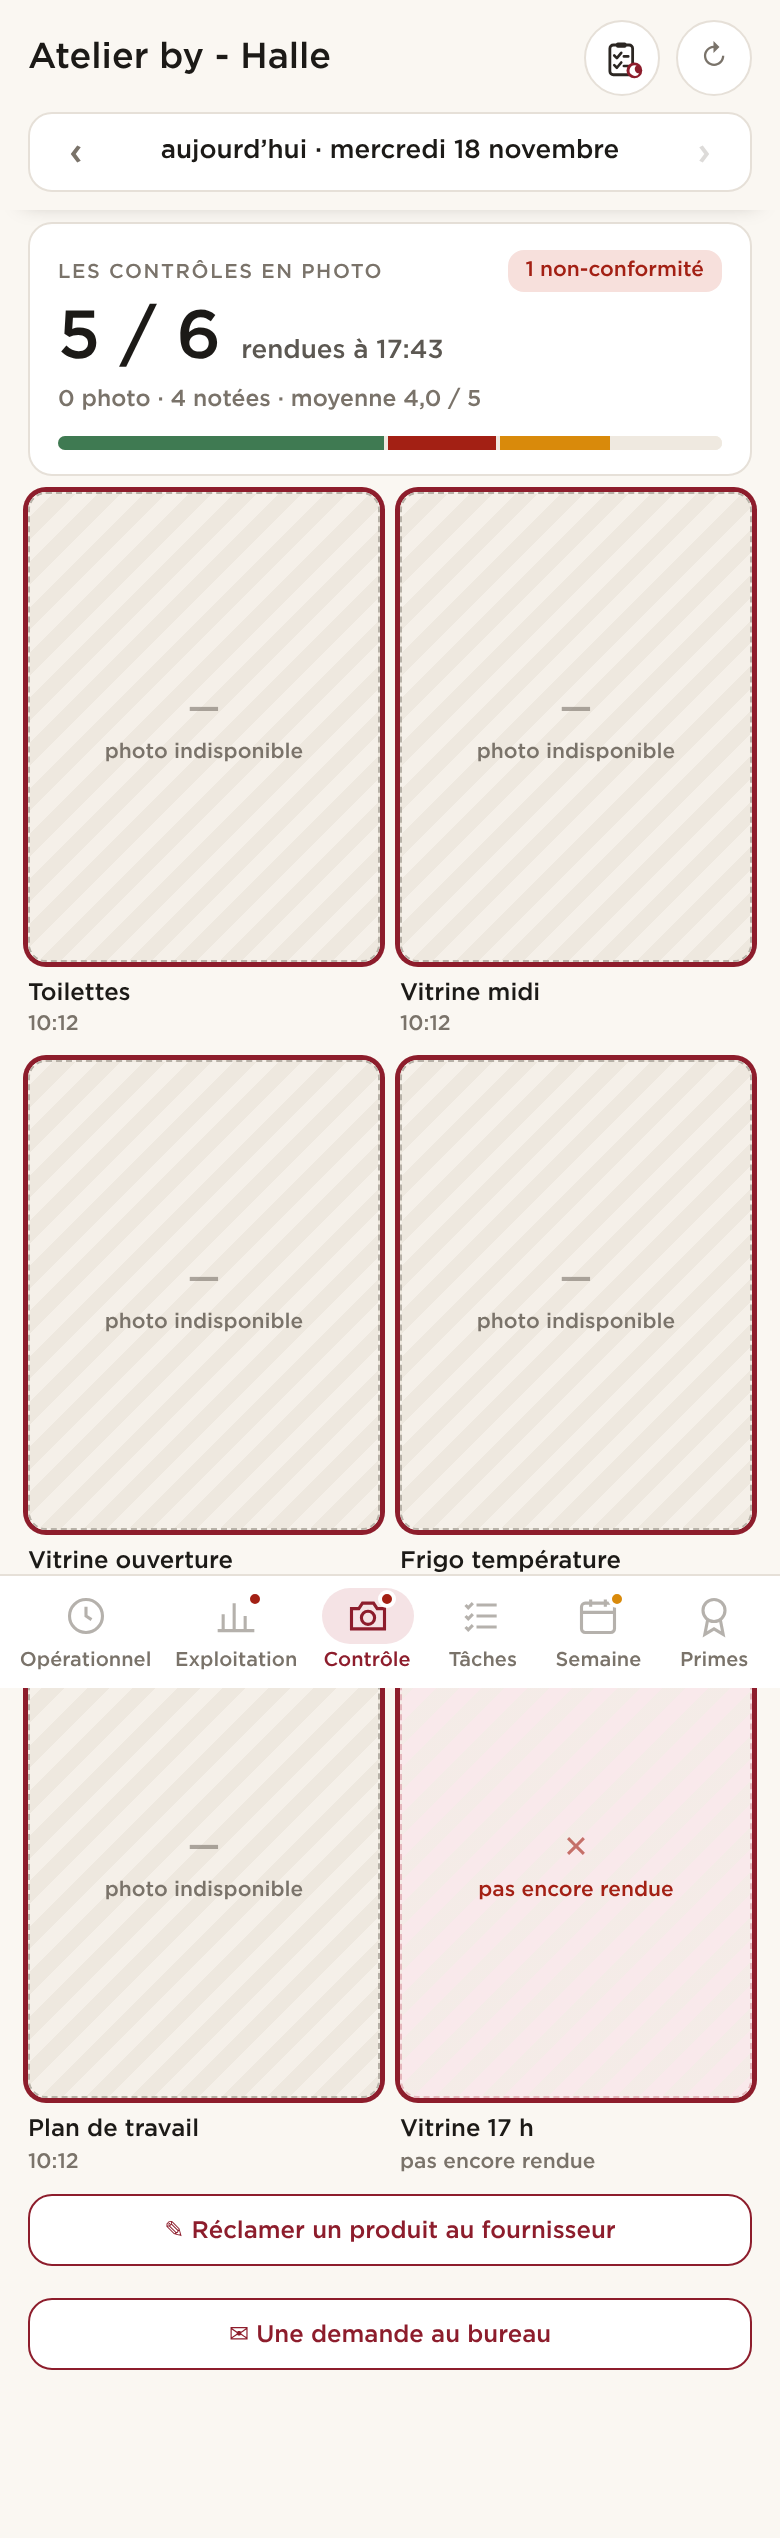 Atelier by - Halle
aujourd’hui · mercredi 18 novembre
LES CONTRÔLES EN PHOTO
1 non-conformité
5 / 6 rendues à 17:43
0 photo · 4 notées · moyenne 4,0 / 5
photo indisponible
photo indisponible
Toilettes
10:12
Vitrine midi
10:12
photo indisponible
photo indisponible
Vitrine ouverture
Frigo température
Opérationnel
Exploitation
Contrôle
Tâches
Semaine
Primes
photo indisponible
pas encore rendue
Plan de travail
10:12
Vitrine 17 h
pas encore rendue
✎ Réclamer un produit au fournisseur
✉ Une demande au bureau